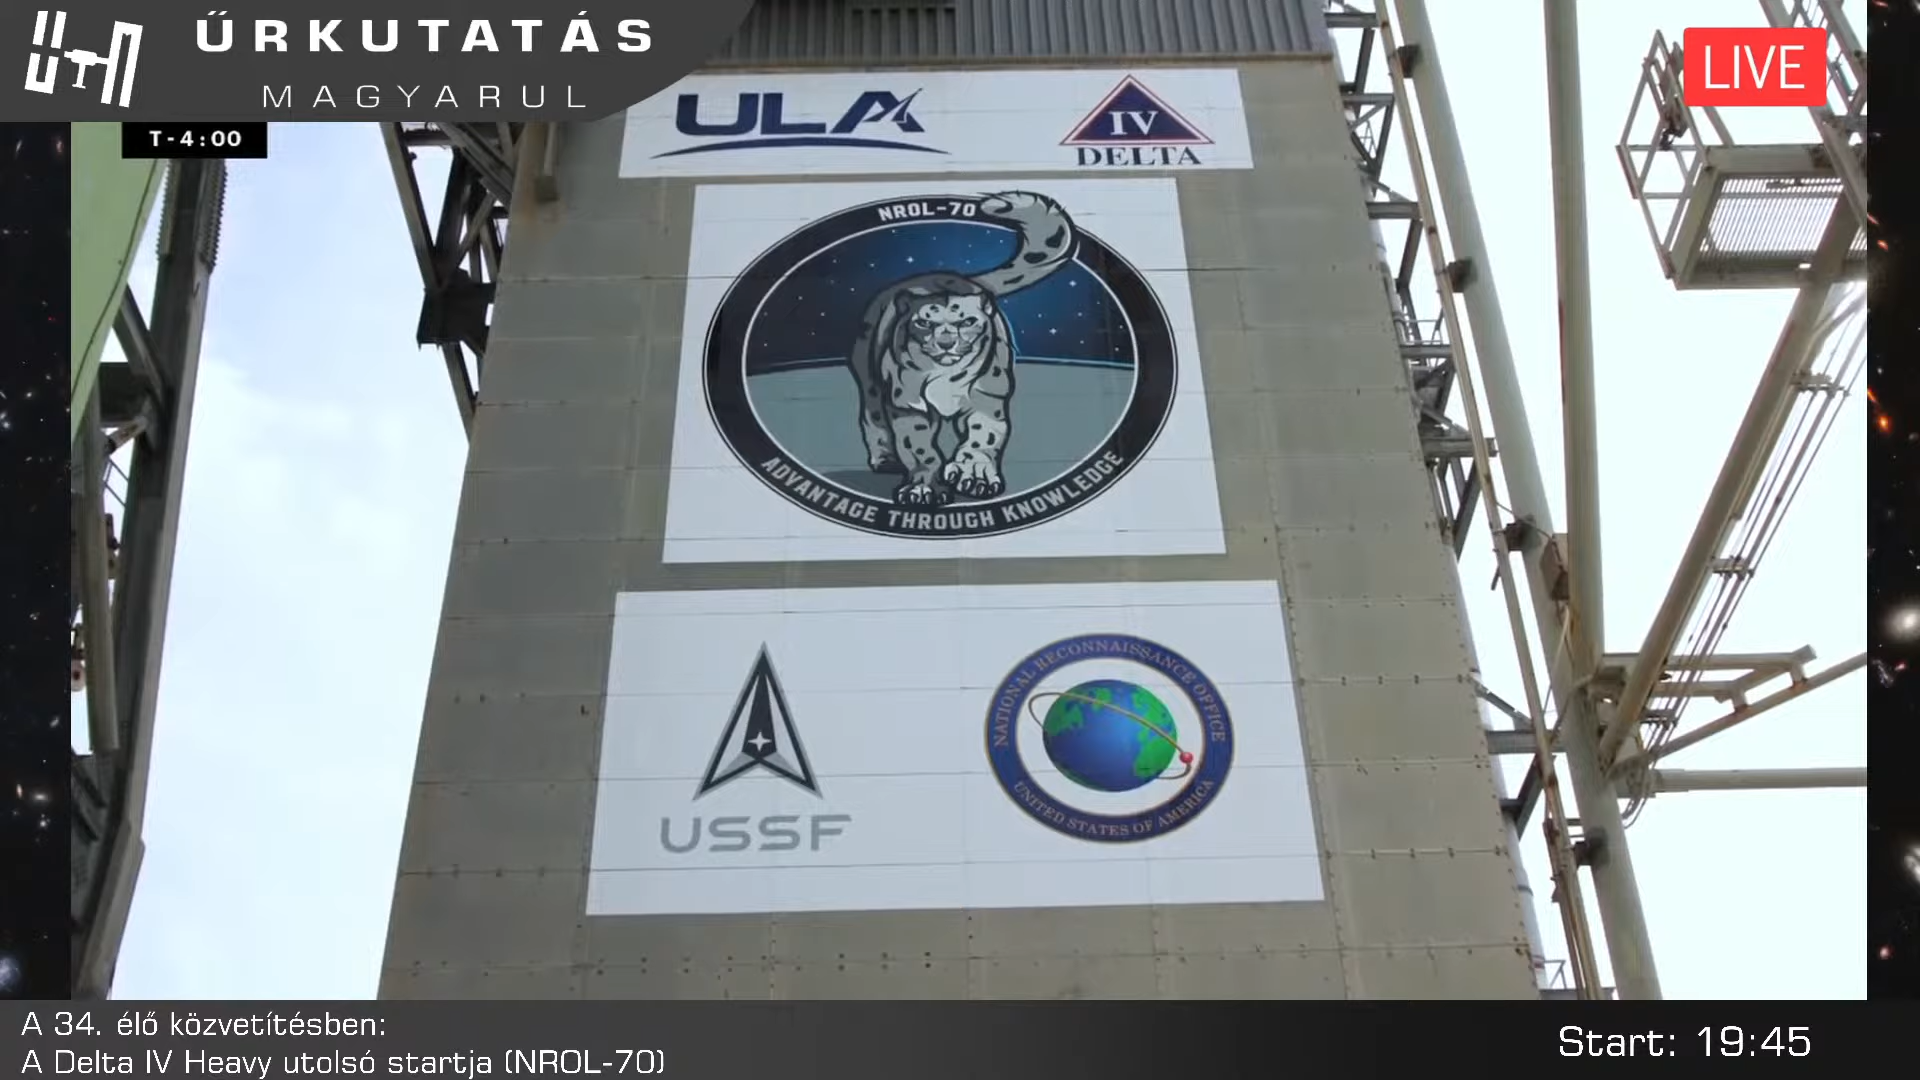 ŰRKUTATÁS
MAGYARUL
LIVE
T-4:00
ULA
IV
DELTA
NROL-70
ADVANTAGE THROUGH KNOWLEDGE
USSF
NATIONAL RECONNAISSANCE OFFICE
UNITED STATES OF AMERICA
A 34. élő közvetítésben:
A Delta IV Heavy utolsó startja (NROL-70)
Start: 19:45